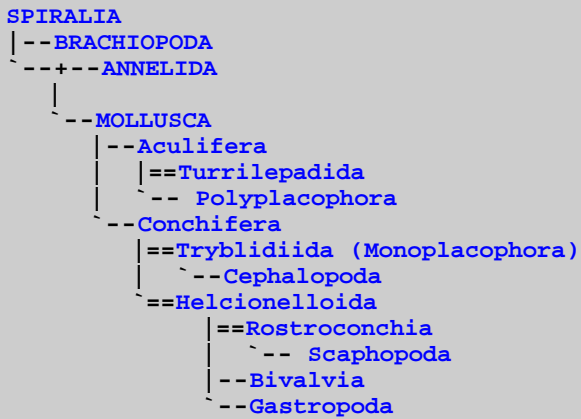 SPIRALIA
|--BRACHIOPODA
`--+--ANNELIDA
   |
   `--MOLLUSCA
      |--Aculifera
      |  |==Turrilepadida
      |  `-- Polyplacophora
      `--Conchifera
         |==Tryblidiida (Monoplacophora)
         |  `--Cephalopoda
         `==Helcionelloida
              |==Rostroconchia
              |  `-- Scaphopoda
              |--Bivalvia
              `--Gastropoda